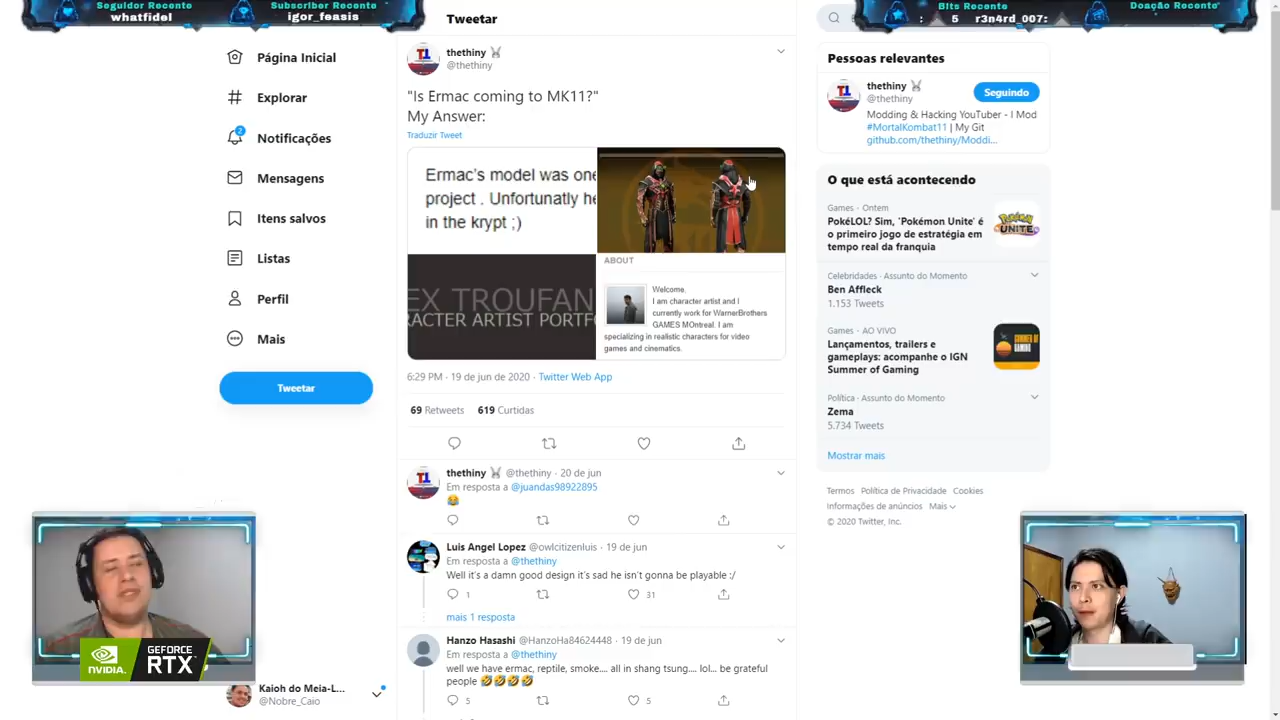 Seguidor Recente
whatfidel
Subscriber Recente
igor_feasis
Bits Recente
: 5 r3n4rd_007:
Doação Recente
Página Inicial
Explorar
2
Notificações
Mensagens
Itens salvos
Listas
Perfil
Mais
Tweetar
Kaioh do Meia-L...
@Nobre_Caio
Tweetar
thethiny
@thethiny
"Is Ermac coming to MK11?"
My Answer:
Traduzir Tweet
Ermac's model was one
project . Unfortunatly he
in the krypt ;)
EX TROUFAN
RACTER ARTIST PORTF
ABOUT
Welcome.
I am character artist and I
currently work for WarnerBrothers
GAMES MOntreal. I am
specializing in realistic characters for video
games and cinematics.
6:29 PM · 19 de jun de 2020 · Twitter Web App
69 Retweets 619 Curtidas
thethiny @thethiny · 20 de jun
Em resposta a @juandas98922895
😂
Luis Angel Lopez @owlcitizenluis · 19 de jun
Em resposta a @thethiny
Well it's a damn good design it's sad he isn't gonna be playable :/
1 31
mais 1 resposta
Hanzo Hasashi @HanzoHa84624448 · 19 de jun
Em resposta a @thethiny
well we have ermac, reptile, smoke.... all in shang tsung.... lol... be grateful
people 🤣🤣🤣🤣
5 5
Pessoas relevantes
thethiny
@thethiny
Seguindo
Modding & Hacking YouTuber - I Mod
#MortalKombat11 | My Git
github.com/thethiny/Moddi...
O que está acontecendo
Games · Ontem
PokéLOL? Sim, 'Pokémon Unite' é
o primeiro jogo de estratégia em
tempo real da franquia
Pokémon
UNITE
Celebridades · Assunto do Momento
Ben Affleck
1.153 Tweets
Games · AO VIVO
Lançamentos, trailers e
gameplays: acompanhe o IGN
Summer of Gaming
SUMMER OF
GAMING
Política · Assunto do Momento
Zema
5.734 Tweets
Mostrar mais
Termos Política de Privacidade Cookies
Informações de anúncios Mais
© 2020 Twitter, Inc.
NVIDIA.
GEFORCE
RTX